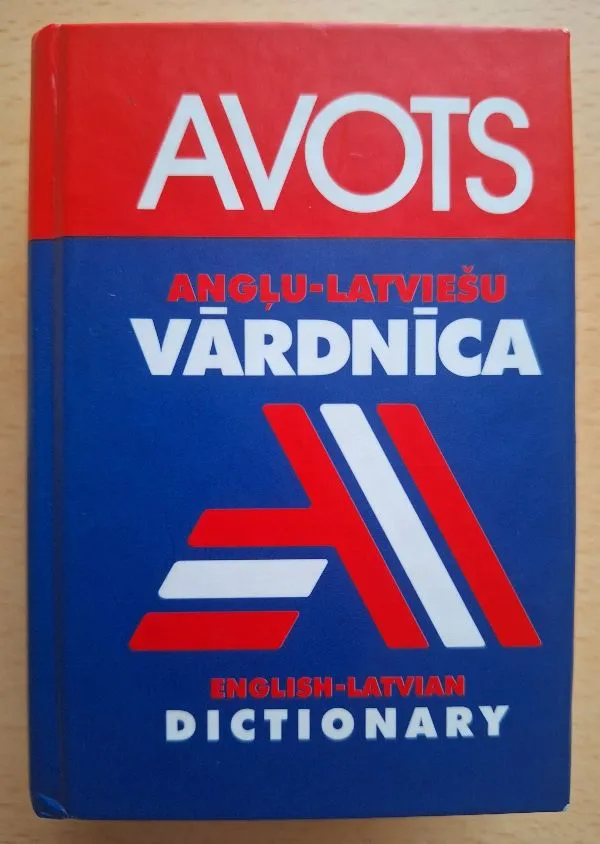 AVOTS
ANGĻU-LATVIEŠU
VĀRDNĪCA
ENGLISH-LATVIAN
DICTIONARY